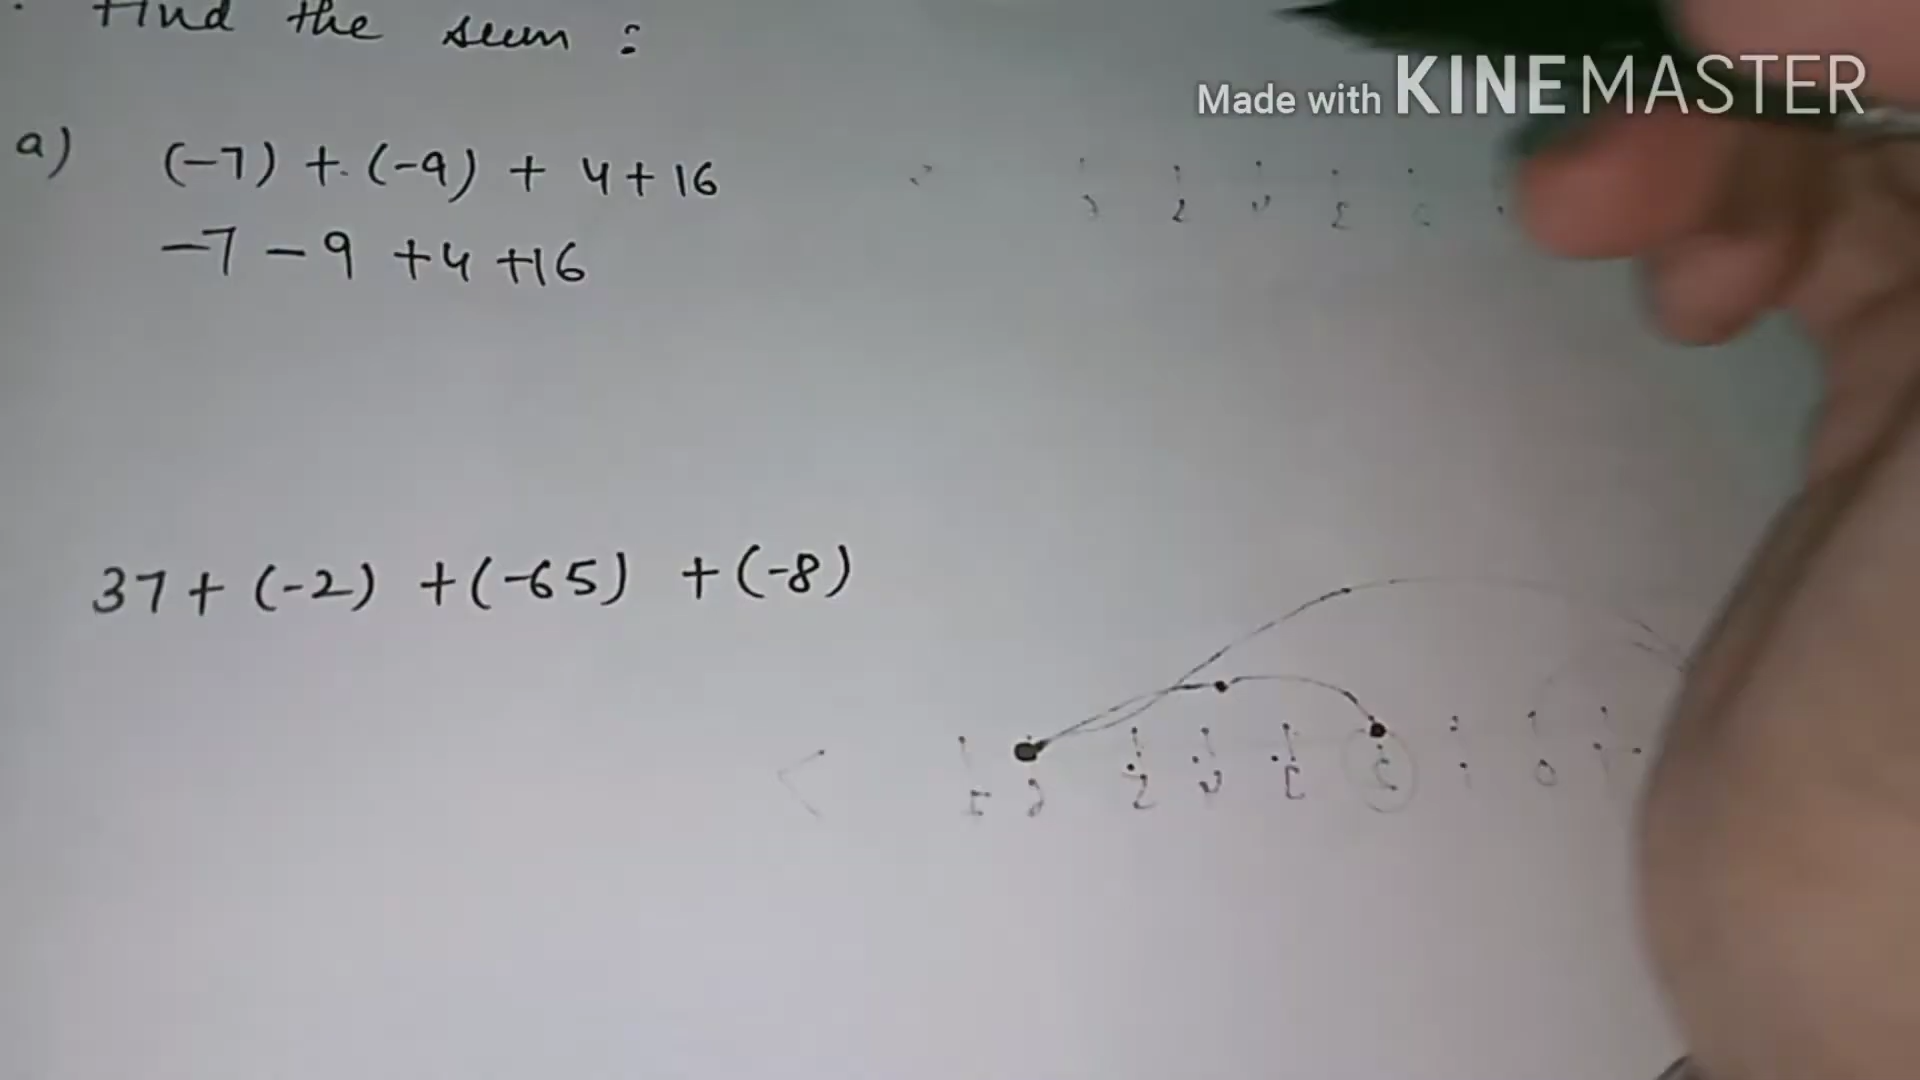 Find the sum :
Made with KINEMASTER
a) (-7) + (-9) + 4 + 16
-7 - 9 + 4 + 16
37 + (-2) + (-65) + (-8)